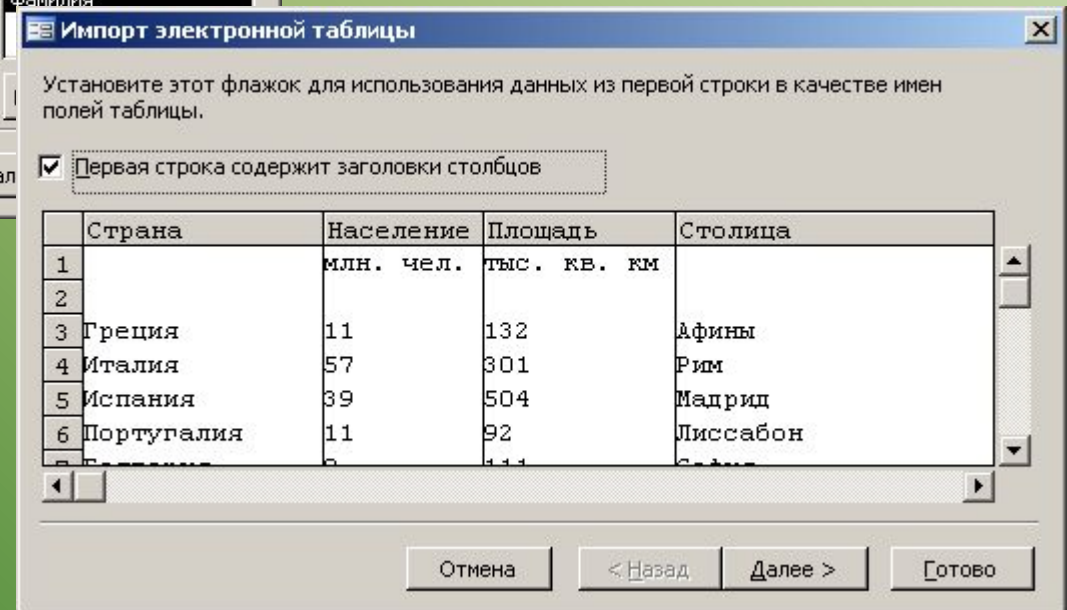 Фамилия
Импорт электронной таблицы
Установите этот флажок для использования данных из первой строки в качестве имен
полей таблицы.
Первая строка содержит заголовки столбцов
Страна Население Площадь Столица
1 млн. чел. тыс. кв. км
2
3 Греция 11 132 Афины
4 Италия 57 301 Рим
5 Испания 39 504 Мадрид
6 Португалия 11 92 Лиссабон
Отмена < Назад Далее > Готово